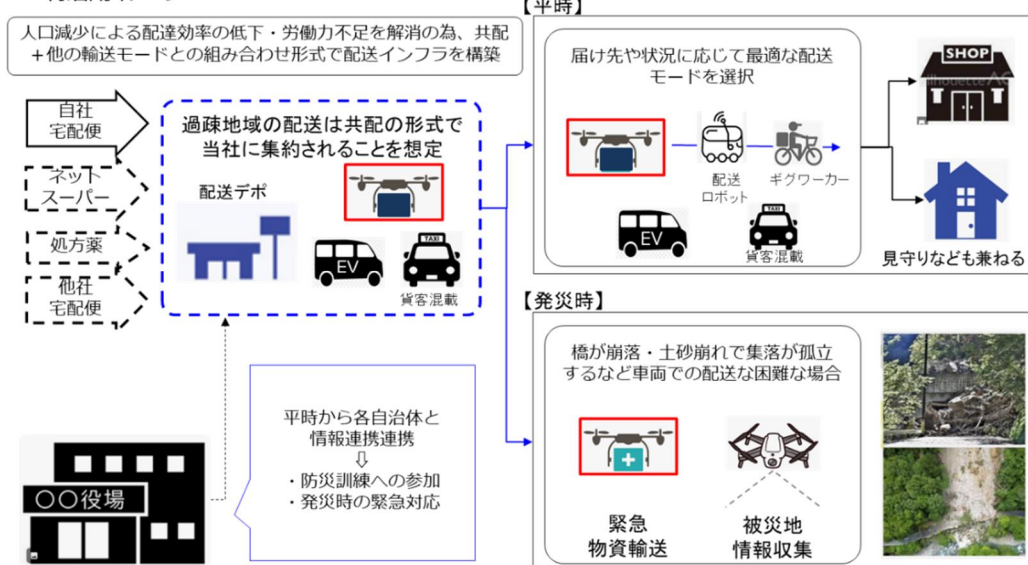 人口減少による配達効率の低下・労働力不足を解消の為、共配
＋他の輸送モードとの組み合わせ形式で配送インフラを構築
自社
宅配便
ネット
スーパー
処方薬
他社
宅配便
過疎地域の配送は共配の形式で
当社に集約されることを想定
配送デポ
EV
TAXI
貨客混載
○○役場
平時から各自治体と
情報連携連携
⇩
・防災訓練への参加
・発災時の緊急対応
【平時】
届け先や状況に応じて最適な配送
モードを選択
配送
ロボット
ギグワーカー
EV
TAXI
貨客混載
SHOP
見守りなども兼ねる
【発災時】
橋が崩落・土砂崩れで集落が孤立
するなど車両での配送な困難な場合
緊急
物資輸送
被災地
情報収集